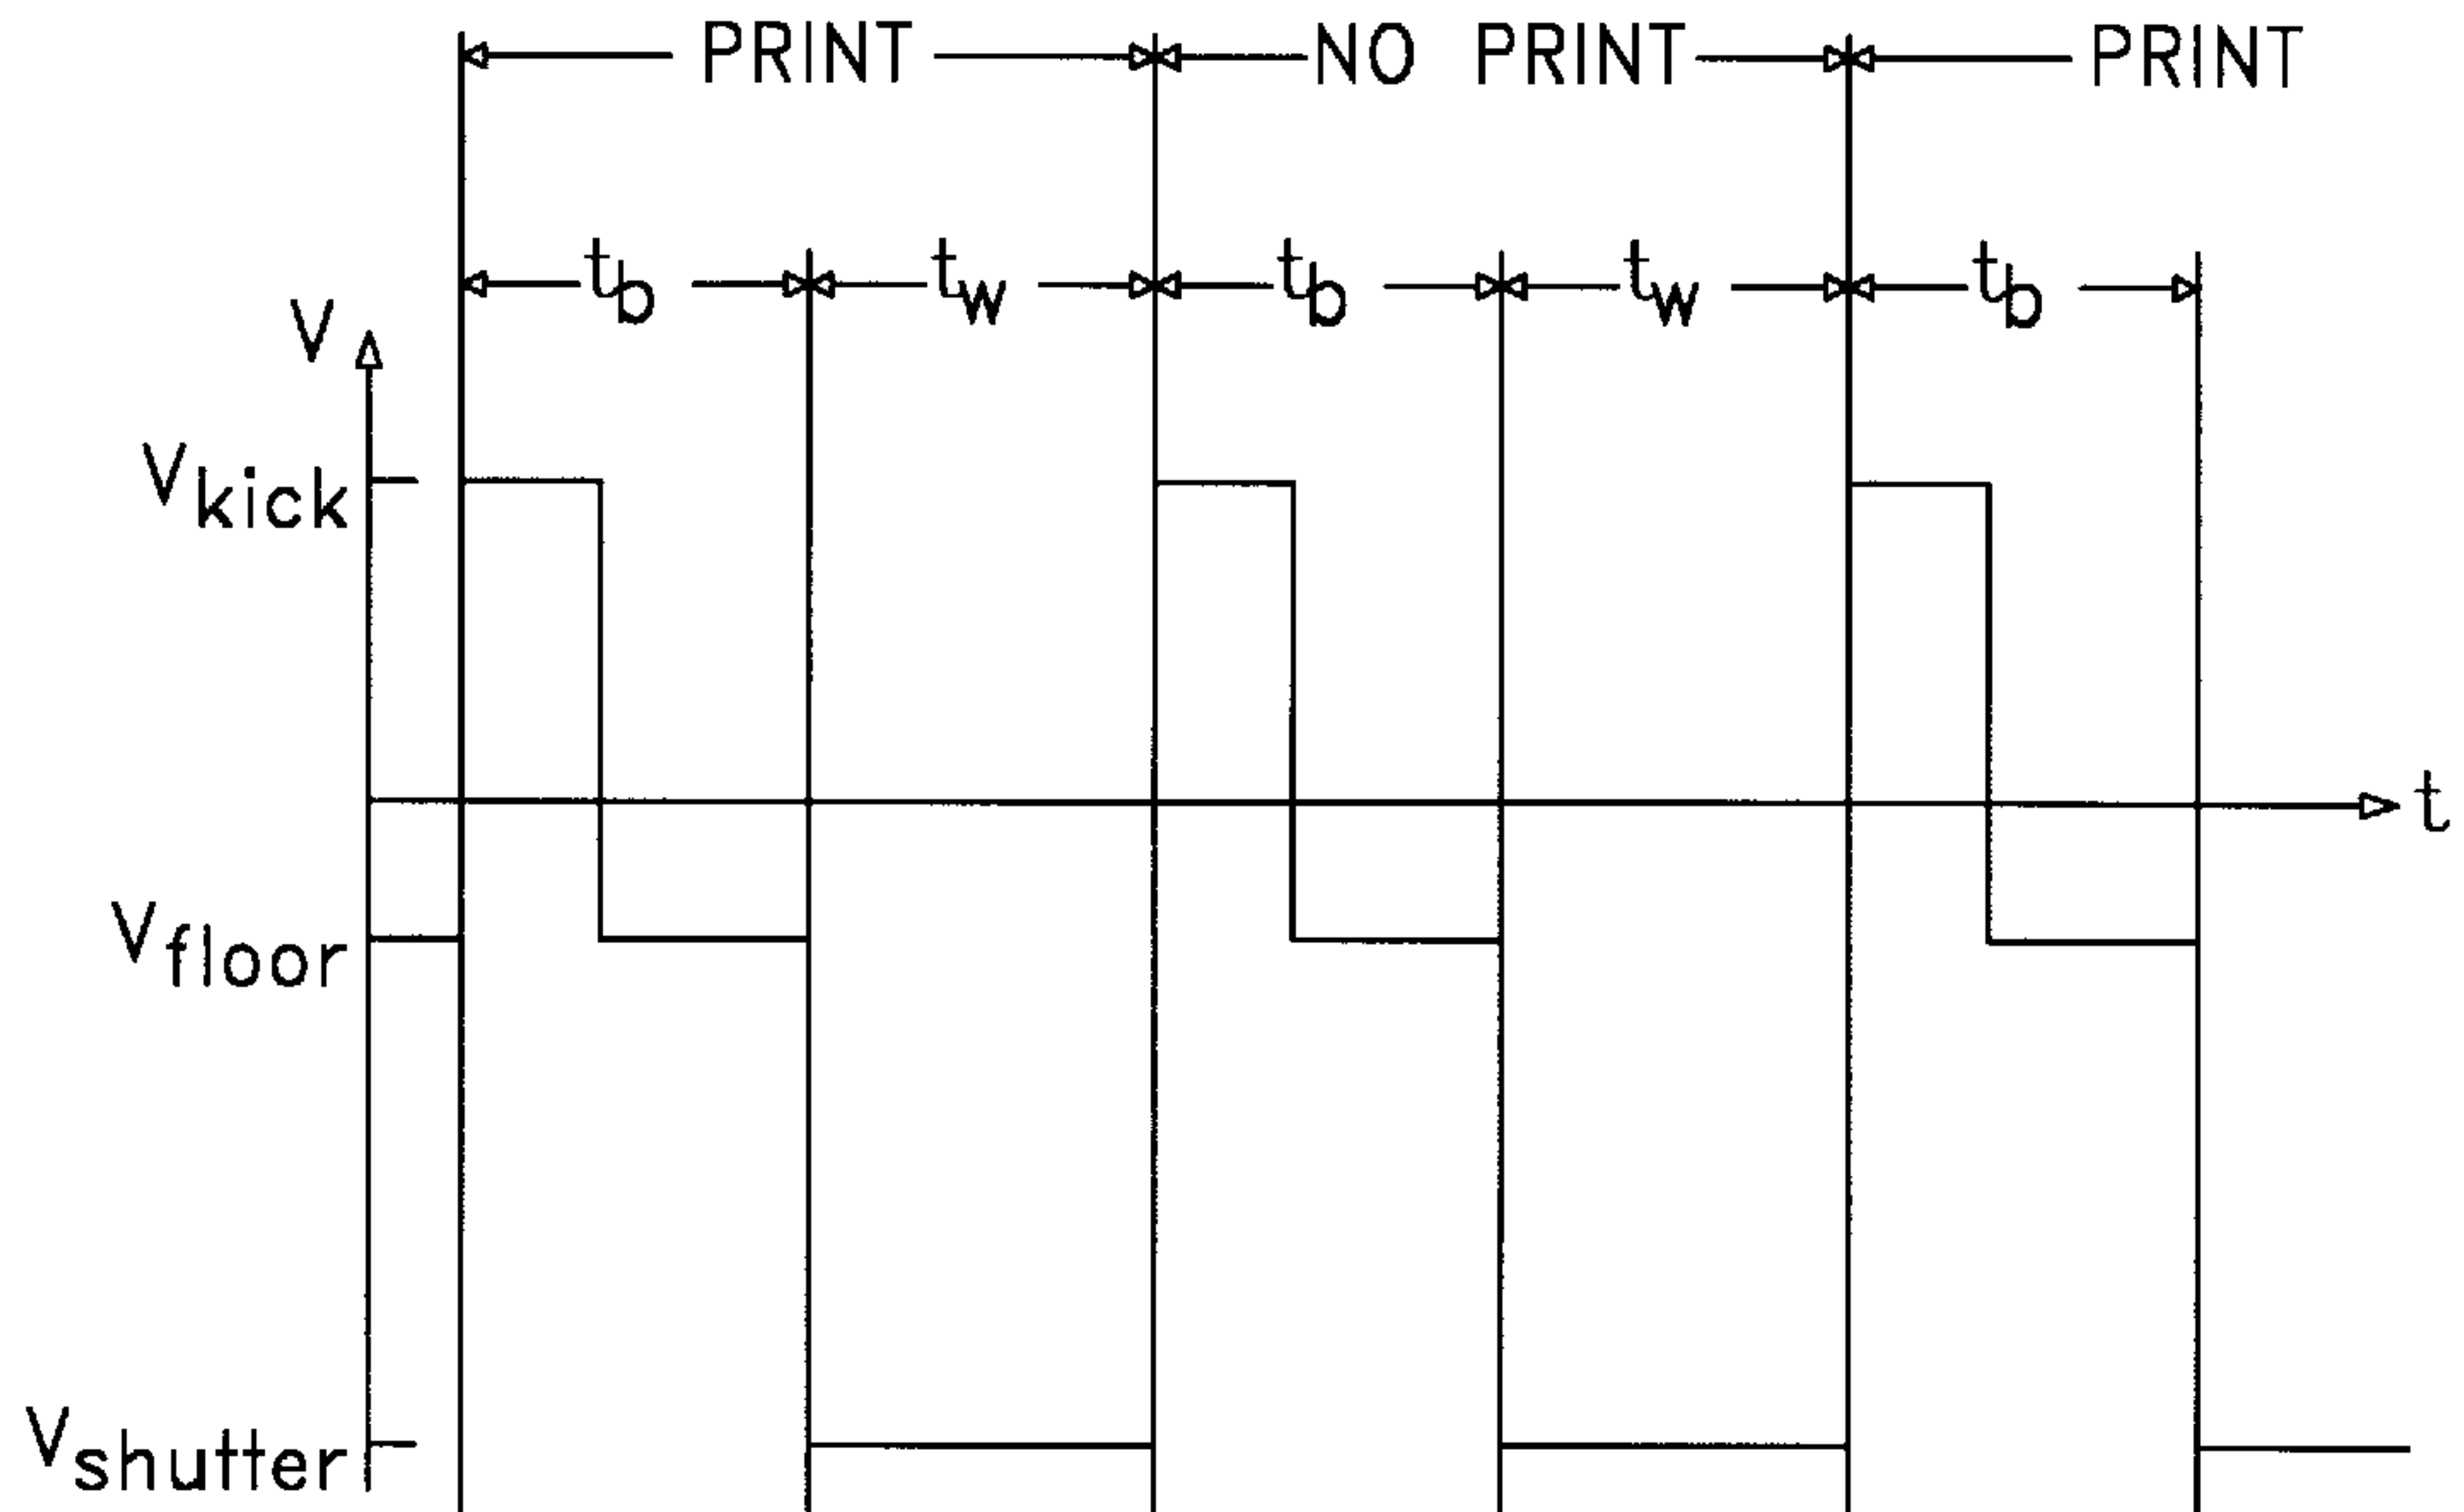 PRINT NO PRINT PRINT
tb tw tb tw tb
V
Vkick
t
Vfloor
Vshutter